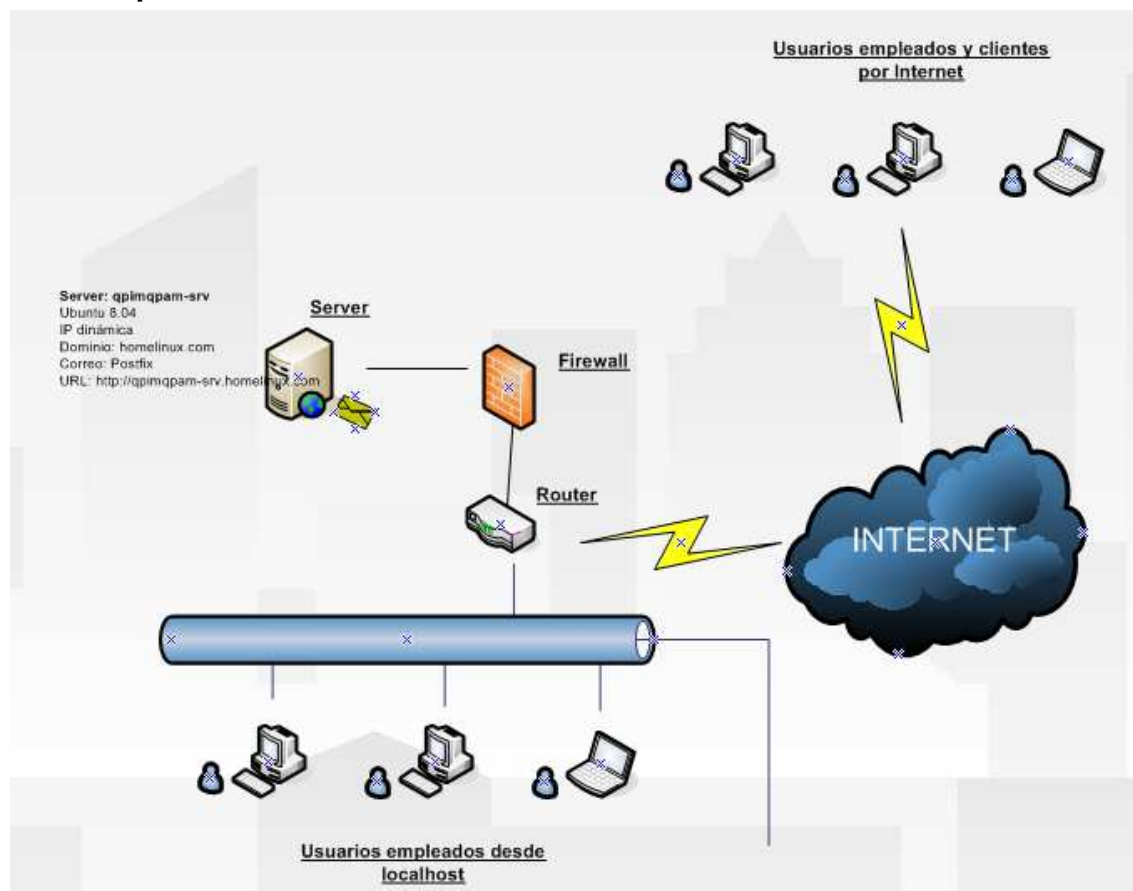 Usuarios empleados y clientes
por Internet
Server: qpimqpam-srv
Ubuntu 8.04
IP dinámica
Dominio: homelinux.com
Correo: Postfix
URL: http://qpimqpam-srv.homelinux.com
Server
Firewall
Router
INTERNET
Usuarios empleados desde
localhost